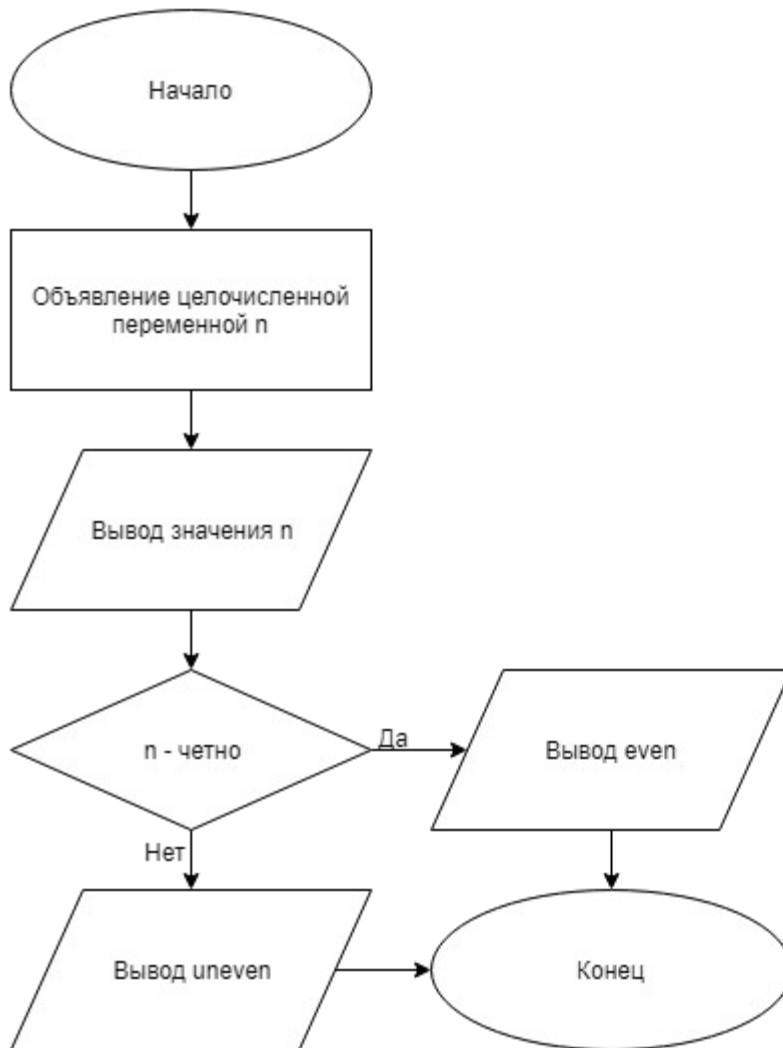 Начало
Объявление целочисленной
переменной n
Вывод значения n
n - четно
Да
Вывод even
Нет
Вывод uneven
Конец